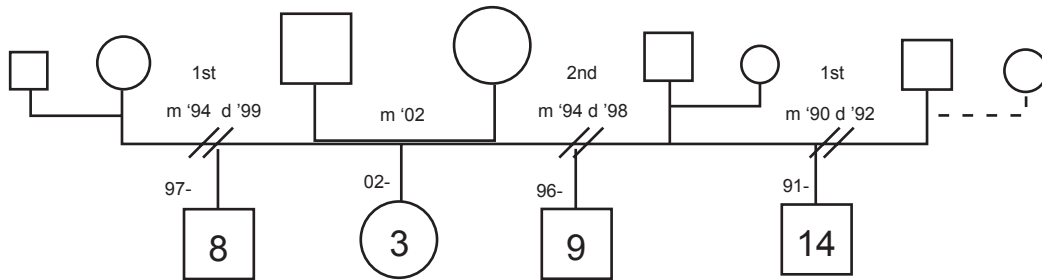 1st
2nd
1st
m ‘94 d ’99
m ‘02
m ‘94 d ’98
m ‘90 d ’92
97-
02-
96-
91-
8
3
9
14